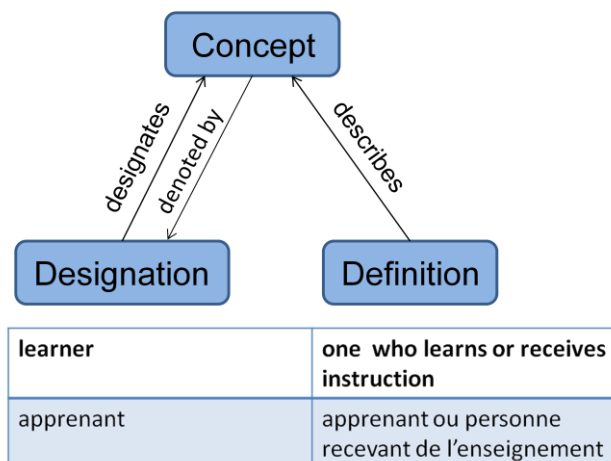 Concept
designates
denoted by
describes
Designation
Definition
learner
one who learns or receives
instruction
apprenant
apprenant ou personne
recevant de l’enseignement